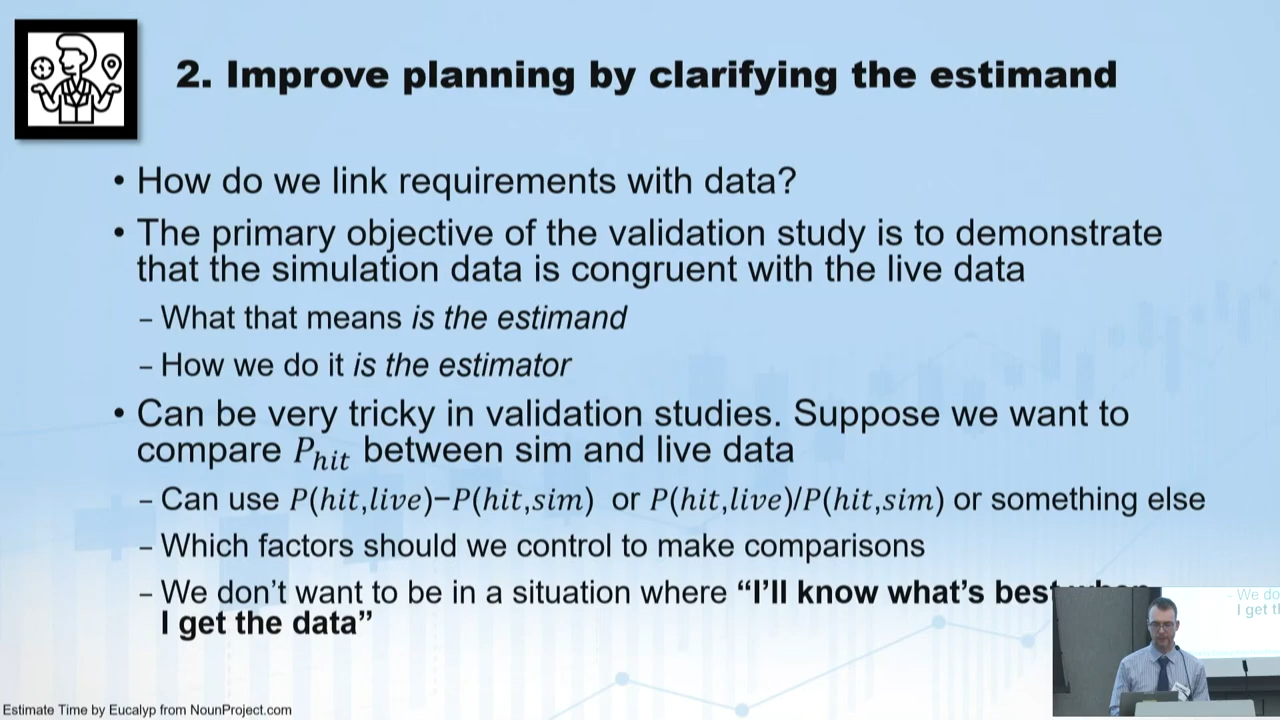 2. Improve planning by clarifying the estimand
• How do we link requirements with data?
• The primary objective of the validation study is to demonstrate
that the simulation data is congruent with the live data
– What that means is the estimand
– How we do it is the estimator
• Can be very tricky in validation studies. Suppose we want to
compare P_hit between sim and live data
– Can use P(hit,live)−P(hit,sim) or P(hit,live)/P(hit,sim) or something else
– Which factors should we control to make comparisons
– We don’t want to be in a situation where “I’ll know what’s best
I get the data”
- We do
I get t
Estimate Time by Eucalyp from NounProject.com